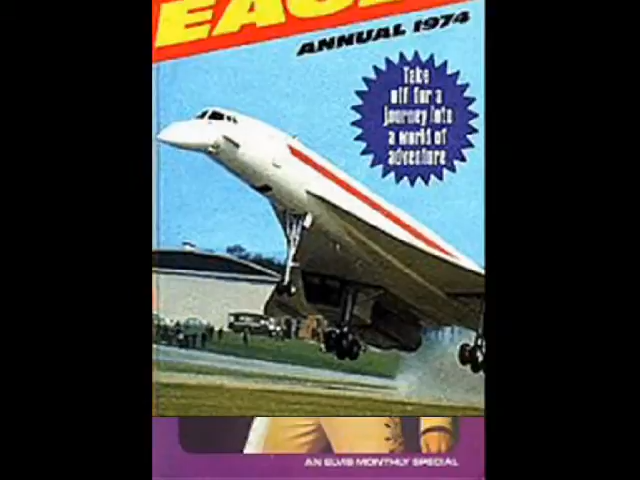 EAGLE
ANNUAL 1974
Take
off for a
journey into
a world of
adventure
AN ELVIS MONTHLY SPECIAL